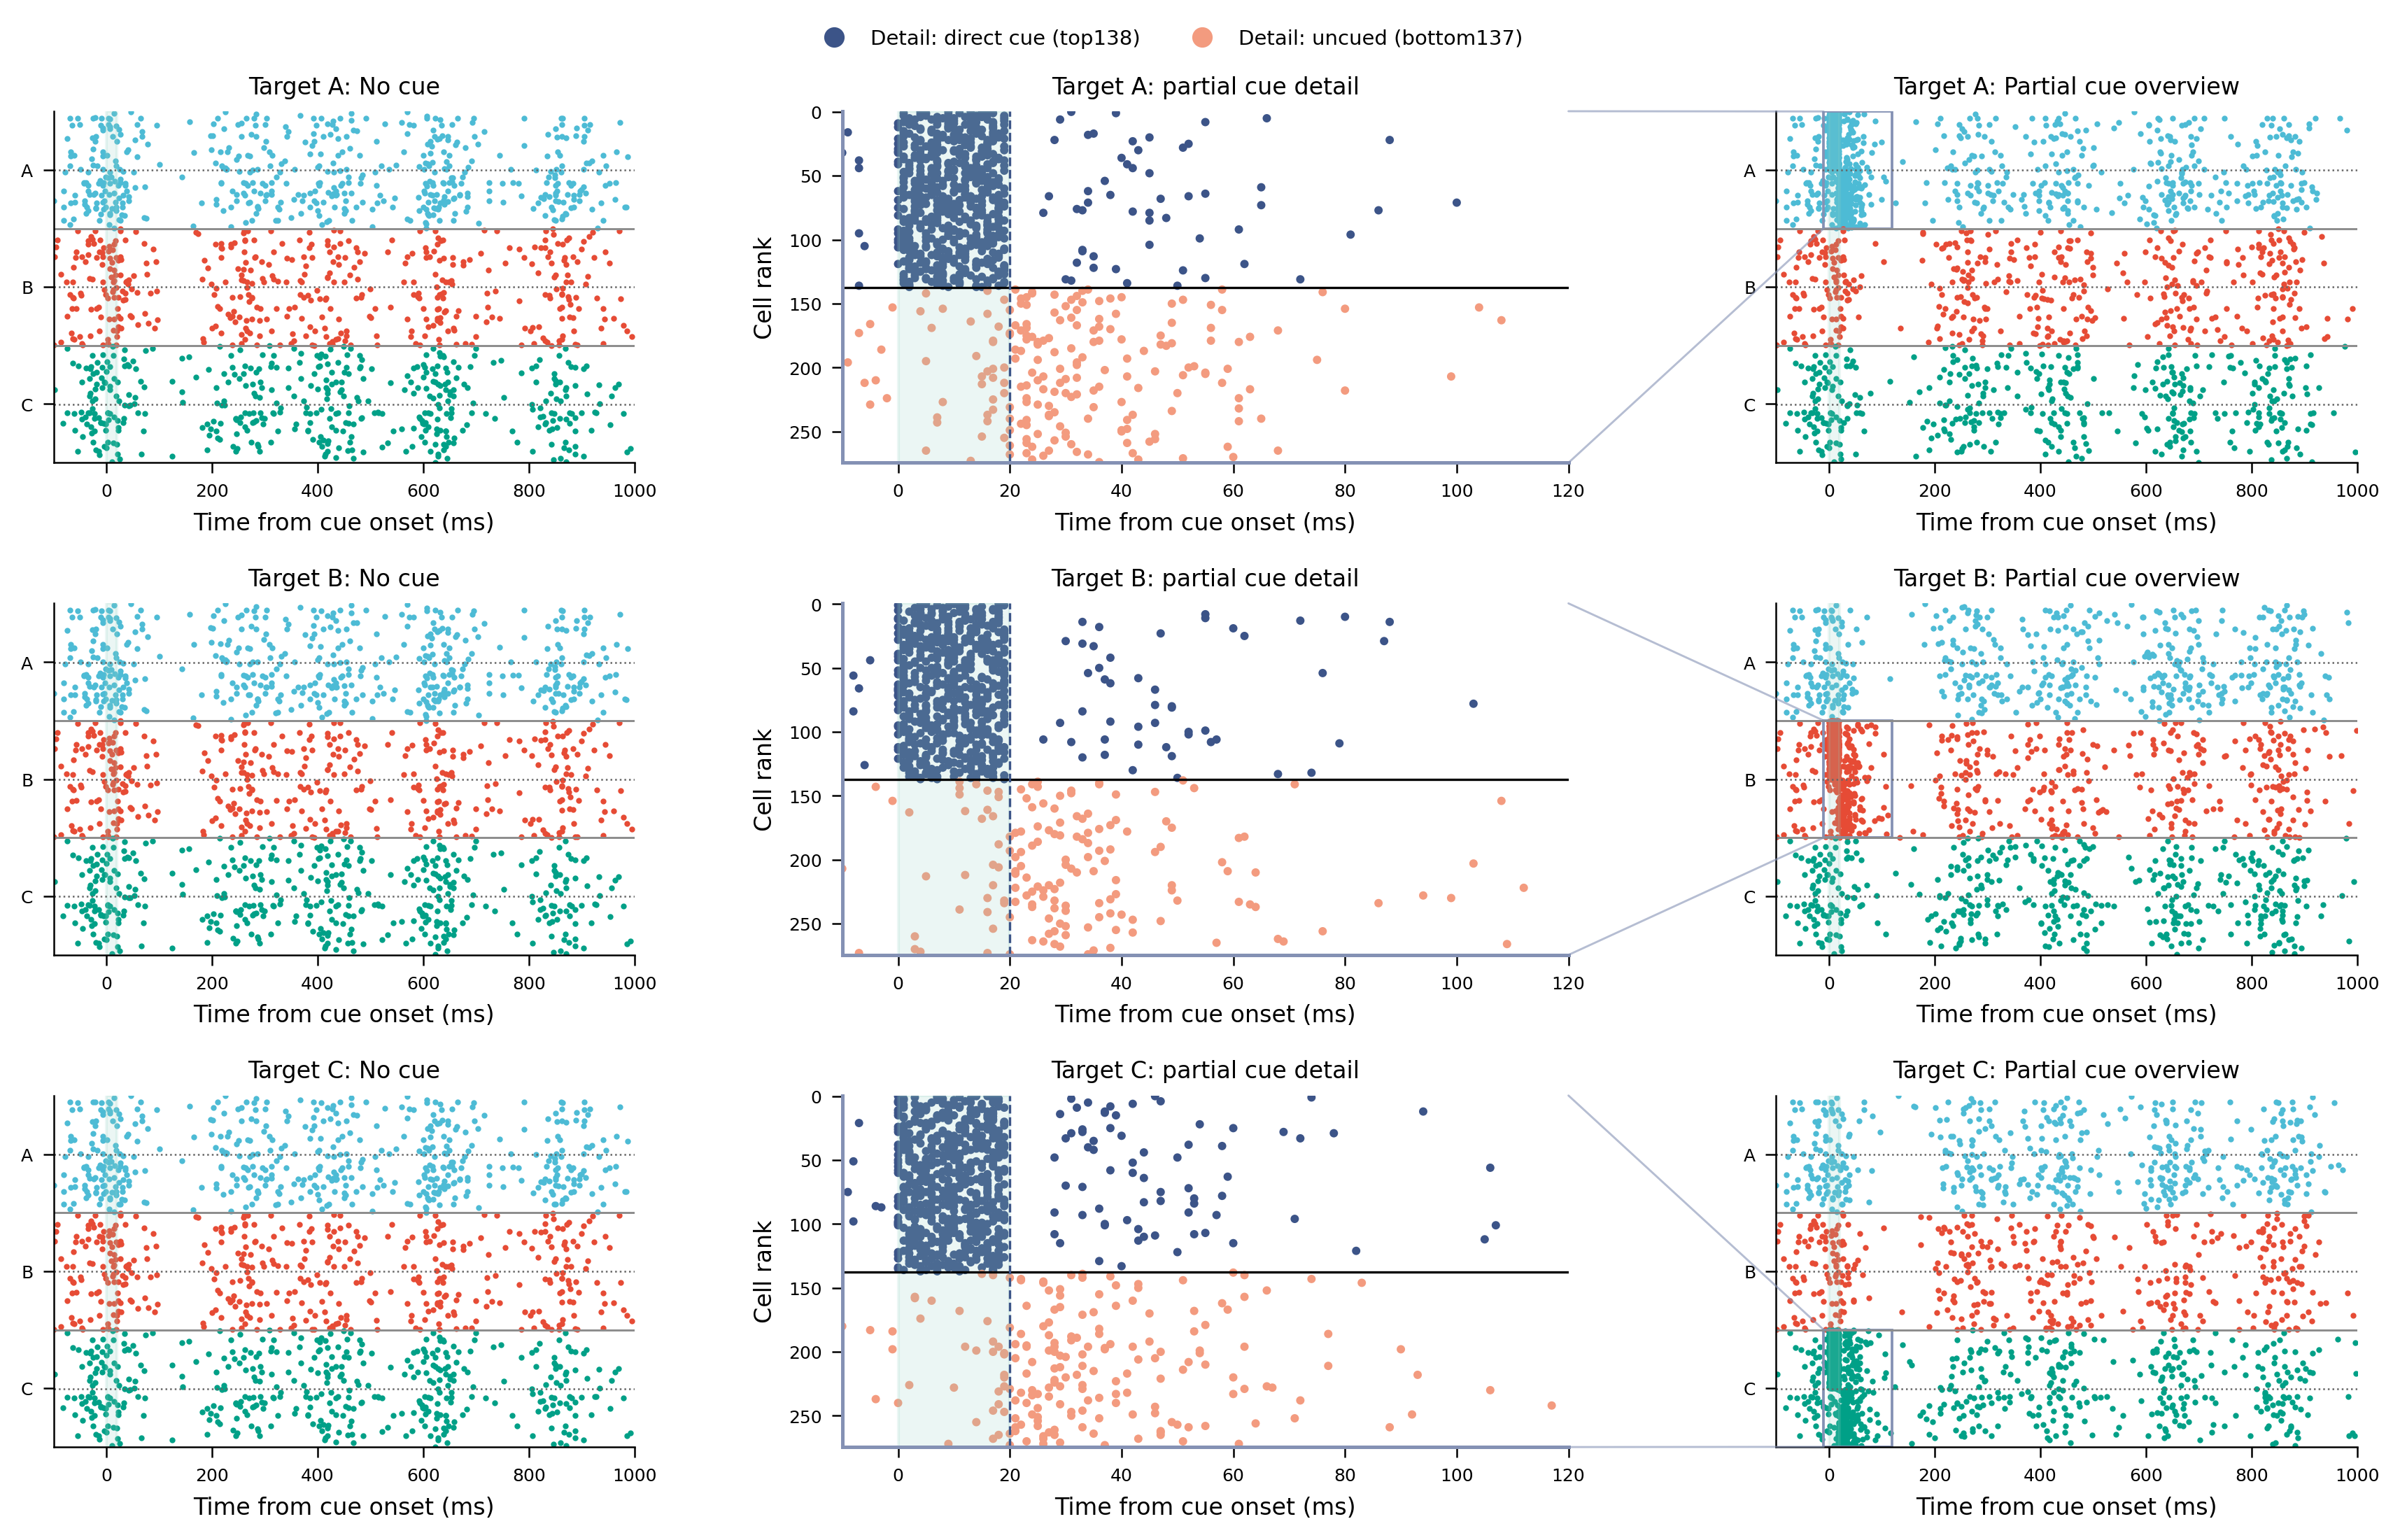 Detail: direct cue (top138)
Detail: uncued (bottom137)
Target A: No cue
A
B
C
0 200 400 600 800 1000
Time from cue onset (ms)
Target A: partial cue detail
Cell rank
0
50
100
150
200
250
0 20 40 60 80 100 120
Time from cue onset (ms)
Target A: Partial cue overview
A
B
C
0 200 400 600 800 1000
Time from cue onset (ms)
Target B: No cue
A
B
C
0 200 400 600 800 1000
Time from cue onset (ms)
Target B: partial cue detail
Cell rank
0
50
100
150
200
250
0 20 40 60 80 100 120
Time from cue onset (ms)
Target B: Partial cue overview
A
B
C
0 200 400 600 800 1000
Time from cue onset (ms)
Target C: No cue
A
B
C
0 200 400 600 800 1000
Time from cue onset (ms)
Target C: partial cue detail
Cell rank
0
50
100
150
200
250
0 20 40 60 80 100 120
Time from cue onset (ms)
Target C: Partial cue overview
A
B
C
0 200 400 600 800 1000
Time from cue onset (ms)